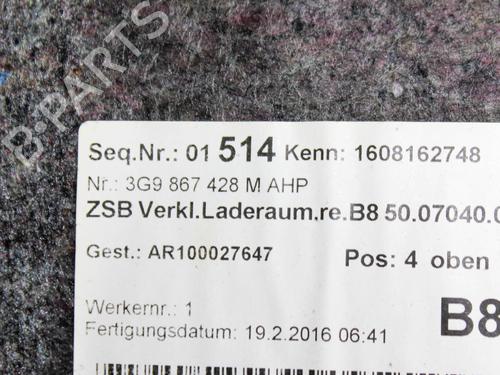 B-PARTS
Seq.Nr.: 01 514 Kenn: 1608162748
Nr.: 3G9 867 428 M AHP
ZSB Verkl.Laderaum.re.B8 50.07040.0
Gest.: AR100027647 Pos: 4 oben
Werkernr.: 1
Fertigungsdatum: 19.2.2016 06:41
B8